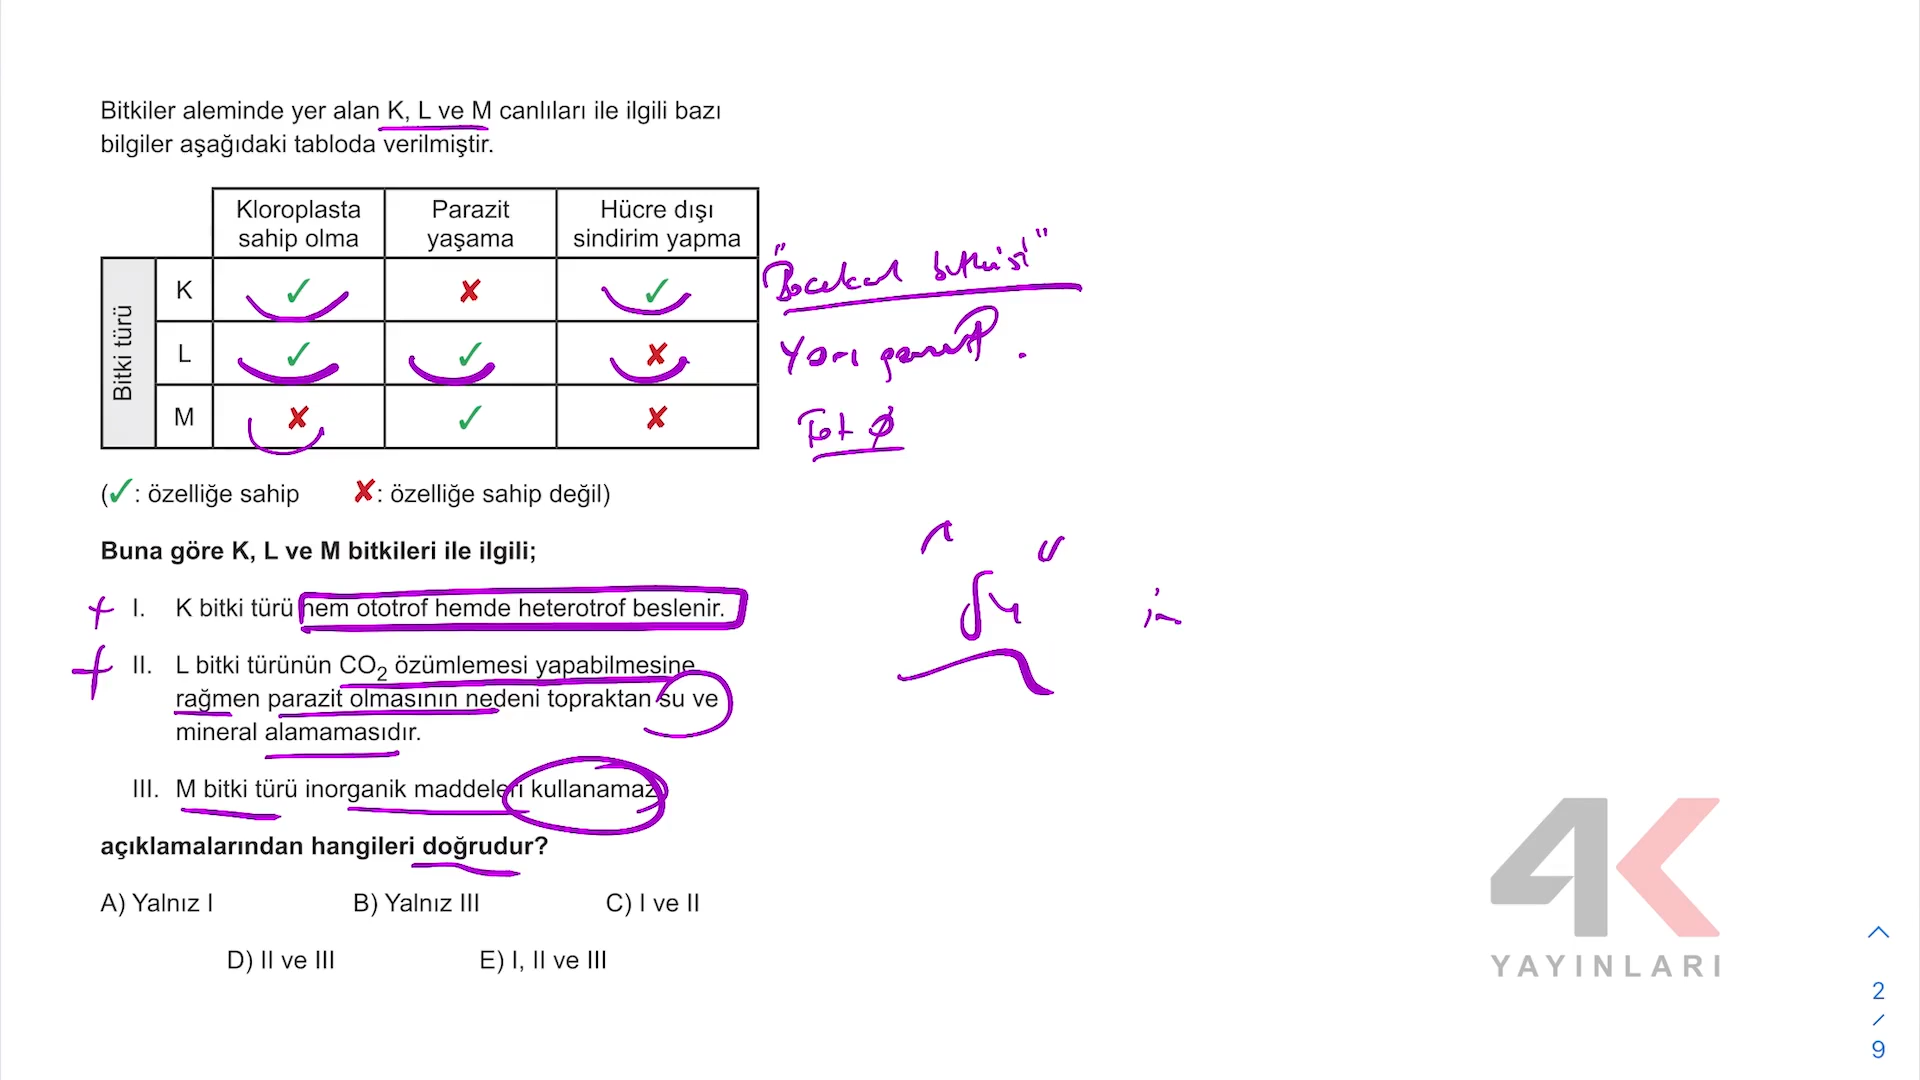 Bitkiler aleminde yer alan K, L ve M canlıları ile ilgili bazı
bilgiler aşağıdaki tabloda verilmiştir.
Kloroplasta sahip olma
Parazit yaşama
Hücre dışı sindirim yapma
Bitki türü
K ✓ ✘ ✓
"Böcekcil bitkisi"
L ✓ ✓ ✘
Yarı parazit.
M ✘ ✓ ✘
(✓: özelliğe sahip ✘: özelliğe sahip değil)
Buna göre K, L ve M bitkileri ile ilgili;
+ I. K bitki türü hem ototrof hemde heterotrof beslenir.
+ II. L bitki türünün CO₂ özümlemesi yapabilmesine
rağmen parazit olmasının nedeni topraktan su ve
mineral alamamasıdır.
III. M bitki türü inorganik maddeleri kullanamaz
açıklamalarından hangileri doğrudur?
A) Yalnız I B) Yalnız III C) I ve II
D) II ve III E) I, II ve III
4K
YAYINLARI
2
/
9